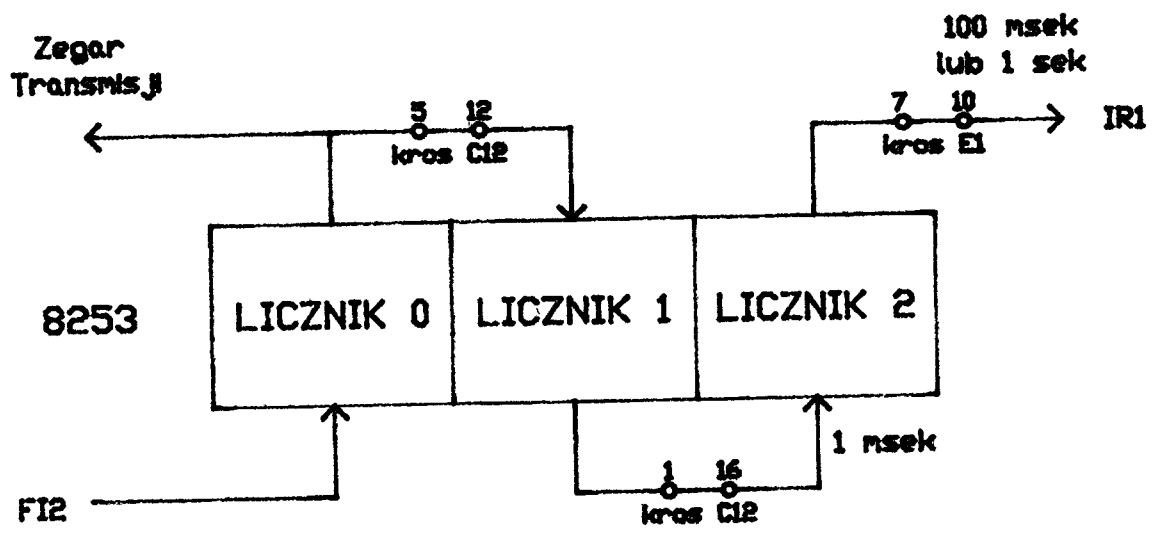 Zegar
Transmisji
100 msek
lub 1 sek
5 12
kros C12
7 10
kros E1
IR1
8253
LICZNIK 0
LICZNIK 1
LICZNIK 2
1 msek
1 16
kros C12
FI2